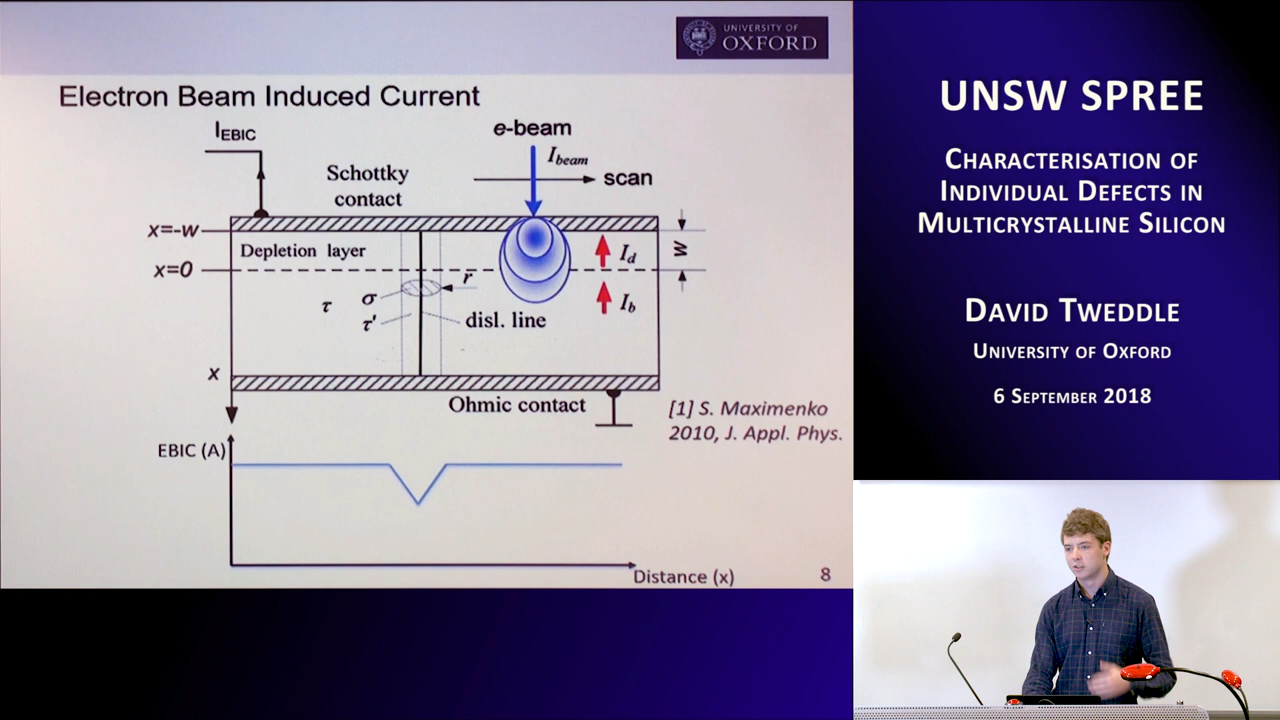 UNIVERSITY OF
OXFORD
Electron Beam Induced Current
I_EBIC
e-beam
I_beam
scan
Schottky
contact
x=-w
Depletion layer
x=0
I_d
w
r
σ
τ
τ'
I_b
disl. line
x
Ohmic contact
[1] S. Maximenko
2010, J. Appl. Phys.
EBIC (A)
Distance (x)
8
UNSW SPREE
CHARACTERISATION OF
INDIVIDUAL DEFECTS IN
MULTICRYSTALLINE SILICON
DAVID TWEDDLE
UNIVERSITY OF OXFORD
6 SEPTEMBER 2018